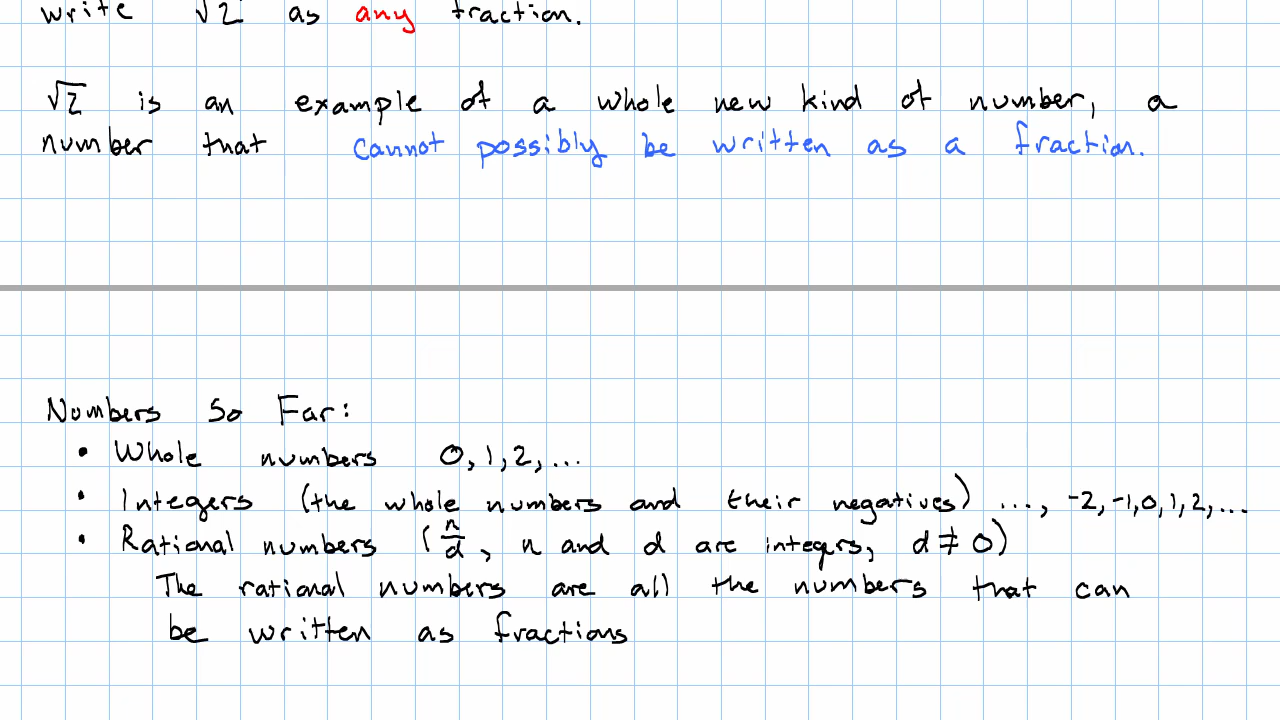 write √2 as any fraction.
√2 is an example of a whole new kind of number, a
number that cannot possibly be written as a fraction.
Numbers So Far:
• Whole numbers 0, 1, 2, ...
• Integers (the whole numbers and their negatives) ..., -2, -1, 0, 1, 2, ...
• Rational numbers (n/d, n and d are integrs, d ≠ 0)
The rational numbers are all the numbers that can
be written as fractions